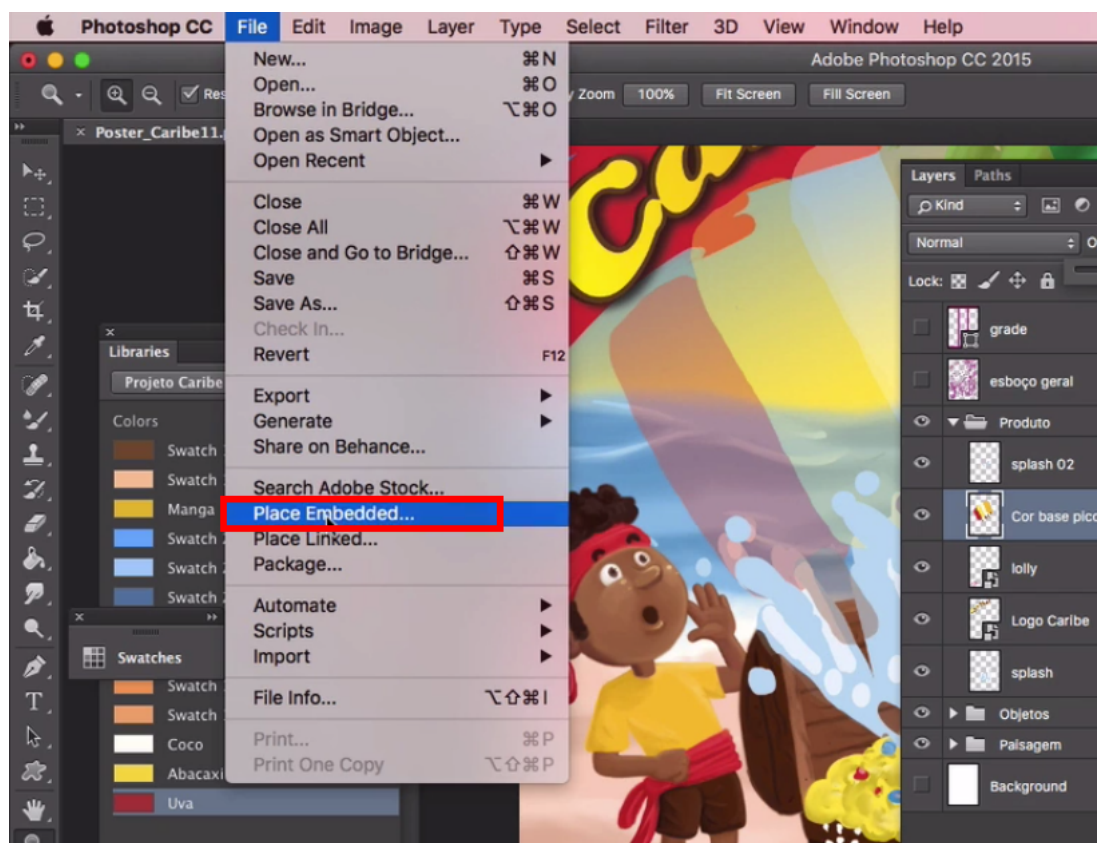 Photoshop CC File Edit Image Layer Type Select Filter 3D View Window Help
Adobe Photoshop CC 2015
Zoom 100% Fit Screen Fill Screen
× Poster_Caribe11.
New... ⌘N
Open... ⌘O
Browse in Bridge... ⌥⌘O
Open as Smart Object...
Open Recent ▶
Close ⌘W
Close All ⌥⌘W
Close and Go to Bridge... ⇧⌘W
Save ⌘S
Save As... ⇧⌘S
Check In...
Revert F12
Export ▶
Generate ▶
Share on Behance...
Search Adobe Stock...
Place Embedded...
Place Linked...
Package...
Automate ▶
Scripts ▶
Import ▶
File Info... ⌥⇧⌘I
Print... ⌘P
Print One Copy ⌥⇧⌘P
Libraries
Projeto Caribe
Colors
Swatch
Swatch
Manga
Swatch
Swatch
Swatch
Swatches
Swatch
Swatch
Coco
Abacaxi
Uva
Ca
Layers Paths
Kind
Normal
Lock:
grade
esboço geral
Produto
splash 02
Cor base pico
lolly
Logo Caribe
splash
Objetos
Paisagem
Background